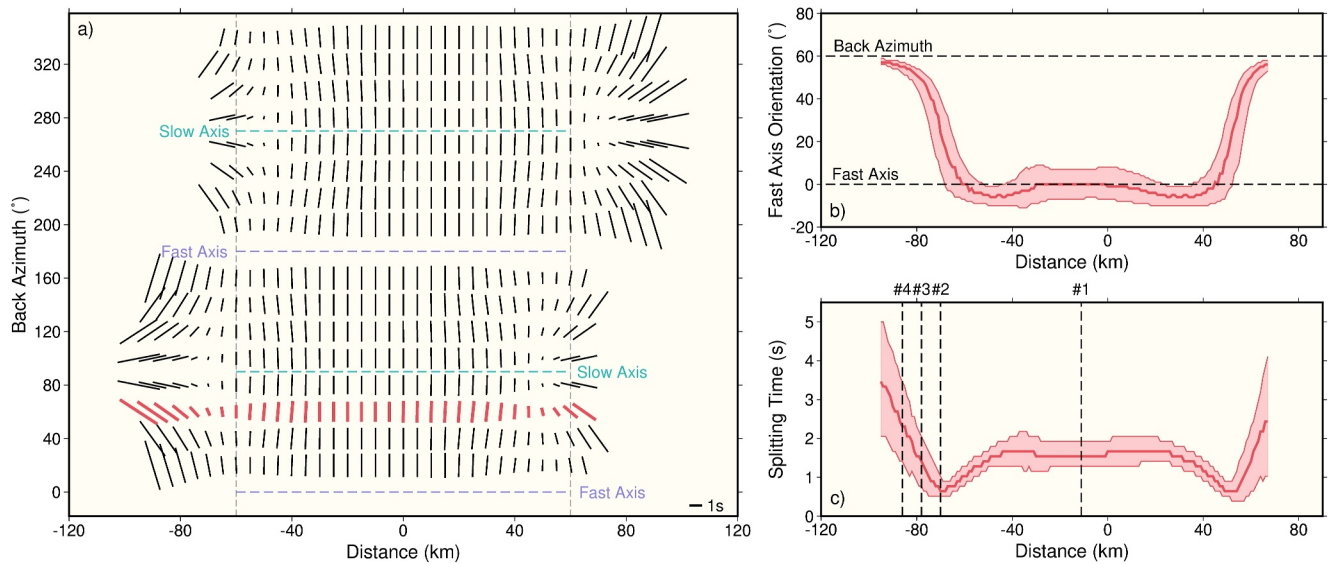 a)
Back Azimuth (°)
320
280
240
200
160
120
80
40
0
Slow Axis
Fast Axis
Slow Axis
Fast Axis
1s
-120
-80
-40
0
40
80
120
Distance (km)
Fast Axis Orientation (°)
80
60
40
20
0
-20
Back Azimuth
Fast Axis
b)
-120
-80
-40
0
40
80
Distance (km)
#4
#3
#2
#1
Splitting Time (s)
5
4
3
2
1
0
c)
-120
-80
-40
0
40
80
Distance (km)